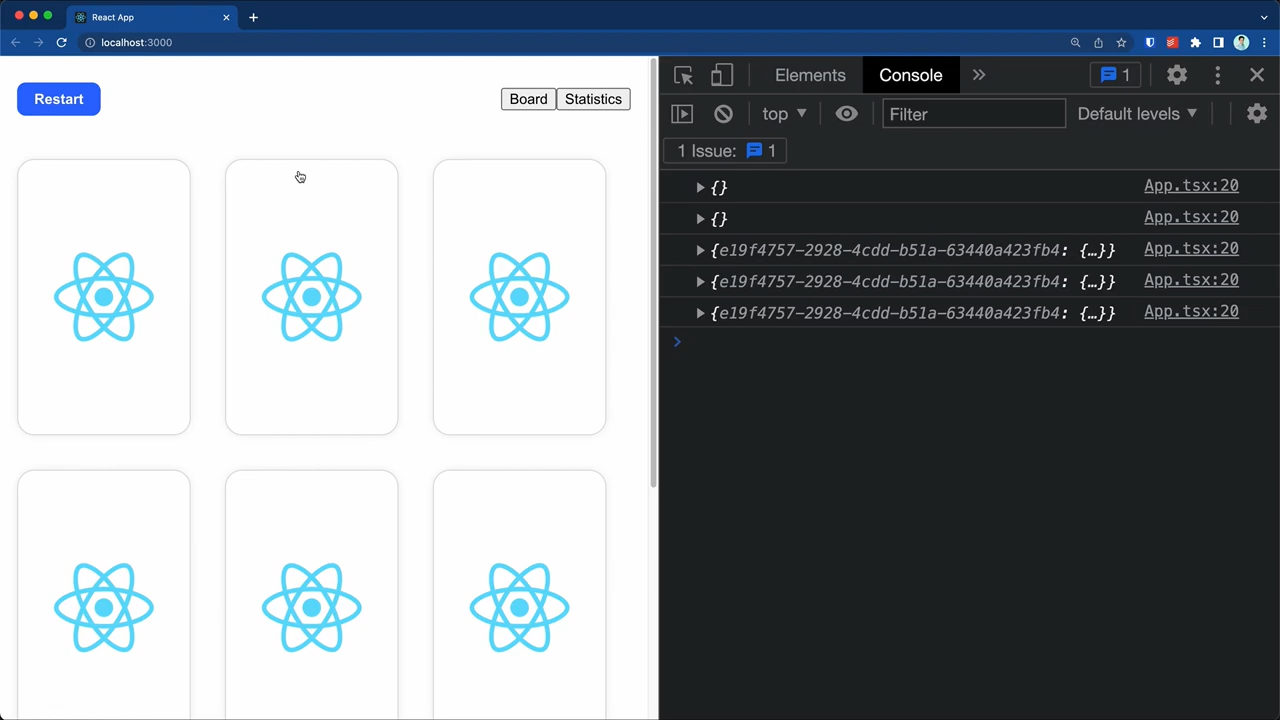 React App
localhost:3000
Restart
Board
Statistics
Elements
Console
1
top
Filter
Default levels
1 Issue: 1
{} App.tsx:20
{} App.tsx:20
{e19f4757-2928-4cdd-b51a-63440a423fb4: {…}} App.tsx:20
{e19f4757-2928-4cdd-b51a-63440a423fb4: {…}} App.tsx:20
{e19f4757-2928-4cdd-b51a-63440a423fb4: {…}} App.tsx:20